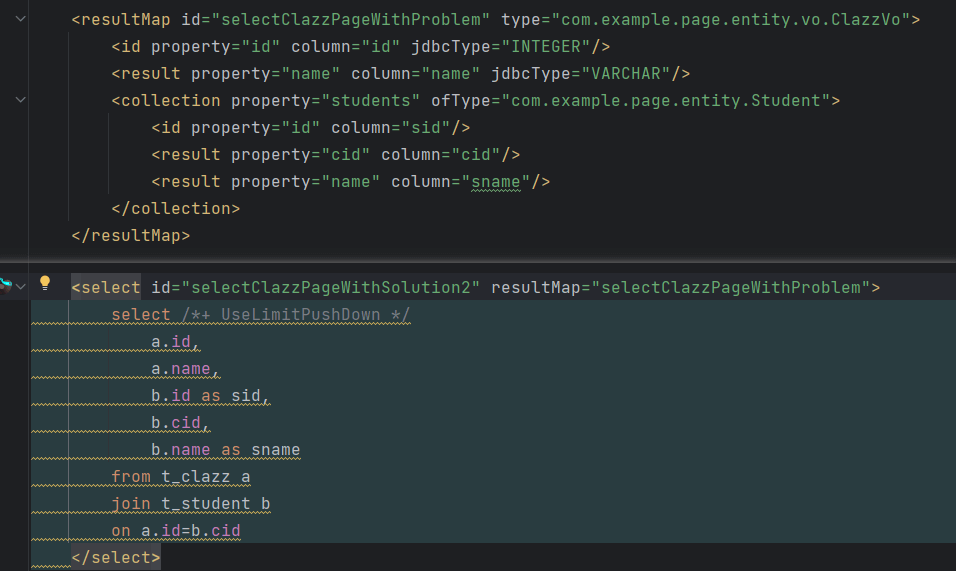 <resultMap id="selectClazzPageWithProblem" type="com.example.page.entity.vo.ClazzVo">
    <id property="id" column="id" jdbcType="INTEGER"/>
    <result property="name" column="name" jdbcType="VARCHAR"/>
    <collection property="students" ofType="com.example.page.entity.Student">
        <id property="id" column="sid"/>
        <result property="cid" column="cid"/>
        <result property="name" column="sname"/>
    </collection>
</resultMap>
<select id="selectClazzPageWithSolution2" resultMap="selectClazzPageWithProblem">
    select /*+ UseLimitPushDown */
        a.id,
        a.name,
        b.id as sid,
        b.cid,
        b.name as sname
    from t_clazz a
    join t_student b
    on a.id=b.cid
</select>